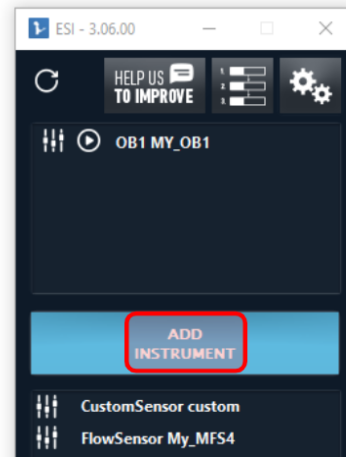 ESI - 3.06.00
HELP US
TO IMPROVE
1.
2.
3.
OB1 MY_OB1
ADD
INSTRUMENT
CustomSensor custom
FlowSensor My_MFS4